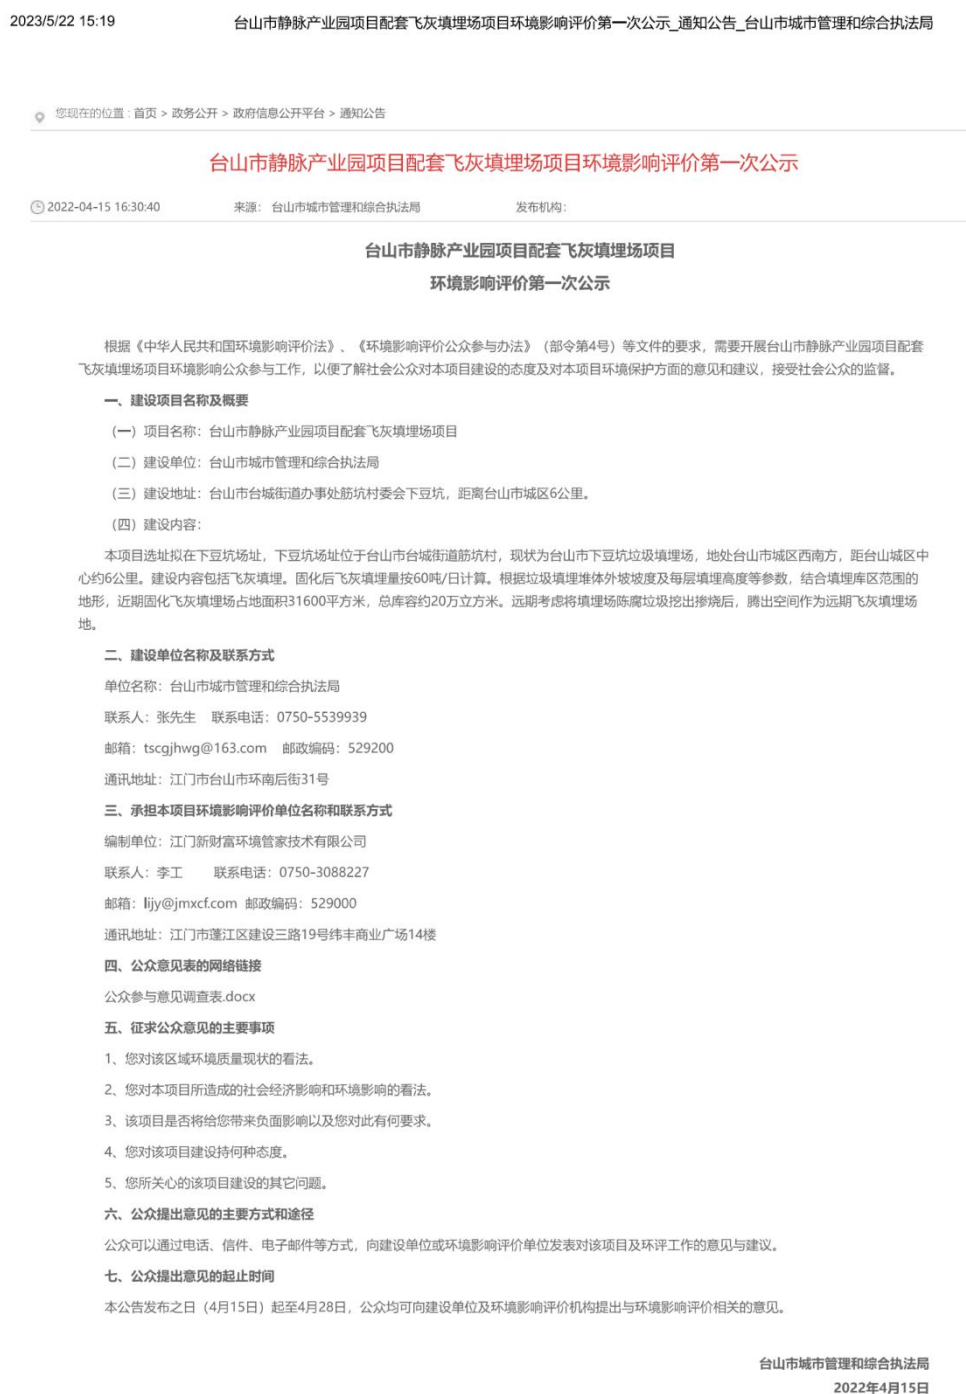 2023/5/22 15:19 台山市静脉产业园项目配套飞灰填埋场项目环境影响评价第一次公示_通知公告_台山市城市管理和综合执法局
您现在的位置：首页 > 政务公开 > 政府信息公开平台 > 通知公告
台山市静脉产业园项目配套飞灰填埋场项目环境影响评价第一次公示
2022-04-15 16:30:40 来源： 台山市城市管理和综合执法局 发布机构：
台山市静脉产业园项目配套飞灰填埋场项目
环境影响评价第一次公示
根据《中华人民共和国环境影响评价法》、《环境影响评价公众参与办法》（部令第4号）等文件的要求，需要开展台山市静脉产业园项目配套
飞灰填埋场项目环境影响公众参与工作，以便了解社会公众对本项目建设的态度及对本项目环境保护方面的意见和建议，接受社会公众的监督。
一、建设项目名称及概要
（一）项目名称：台山市静脉产业园项目配套飞灰填埋场项目
（二）建设单位：台山市城市管理和综合执法局
（三）建设地址：台山市台城街道办事处筋坑村委会下豆坑，距离台山市城区6公里。
（四）建设内容：
本项目选址拟在下豆坑场址，下豆坑场址位于台山市台城街道筋坑村，现状为台山市下豆坑垃圾填埋场，地处台山市城区西南方，距台山城区中
心约6公里。建设内容包括飞灰填埋。固化后飞灰填埋量按60吨/日计算。根据垃圾填埋堆体外坡坡度及每层填埋高度等参数，结合填埋库区范围的
地形，近期固化飞灰填埋场占地面积31600平方米，总库容约20万立方米。远期考虑将填埋场陈腐垃圾挖出掺烧后，腾出空间作为远期飞灰填埋场
地。
二、建设单位名称及联系方式
单位名称：台山市城市管理和综合执法局
联系人：张先生 联系电话：0750-5539939
邮箱：tscgjhwg@163.com 邮政编码：529200
通讯地址：江门市台山市环南后街31号
三、承担本项目环境影响评价单位名称和联系方式
编制单位：江门新财富环境管家技术有限公司
联系人：李工 联系电话：0750-3088227
邮箱：lijy@jmxcf.com 邮政编码：529000
通讯地址：江门市蓬江区建设三路19号纬丰商业广场14楼
四、公众意见表的网络链接
公众参与意见调查表.docx
五、征求公众意见的主要事项
1、您对该区域环境质量现状的看法。
2、您对本项目所造成的社会经济影响和环境影响的看法。
3、该项目是否将给您带来负面影响以及您对此有何要求。
4、您对该项目建设持何种态度。
5、您所关心的该项目建设的其它问题。
六、公众提出意见的主要方式和途径
公众可以通过电话、信件、电子邮件等方式，向建设单位或环境影响评价单位发表对该项目及环评工作的意见与建议。
七、公众提出意见的起止时间
本公告发布之日（4月15日）起至4月28日，公众均可向建设单位及环境影响评价机构提出与环境影响评价相关的意见。
台山市城市管理和综合执法局
2022年4月15日